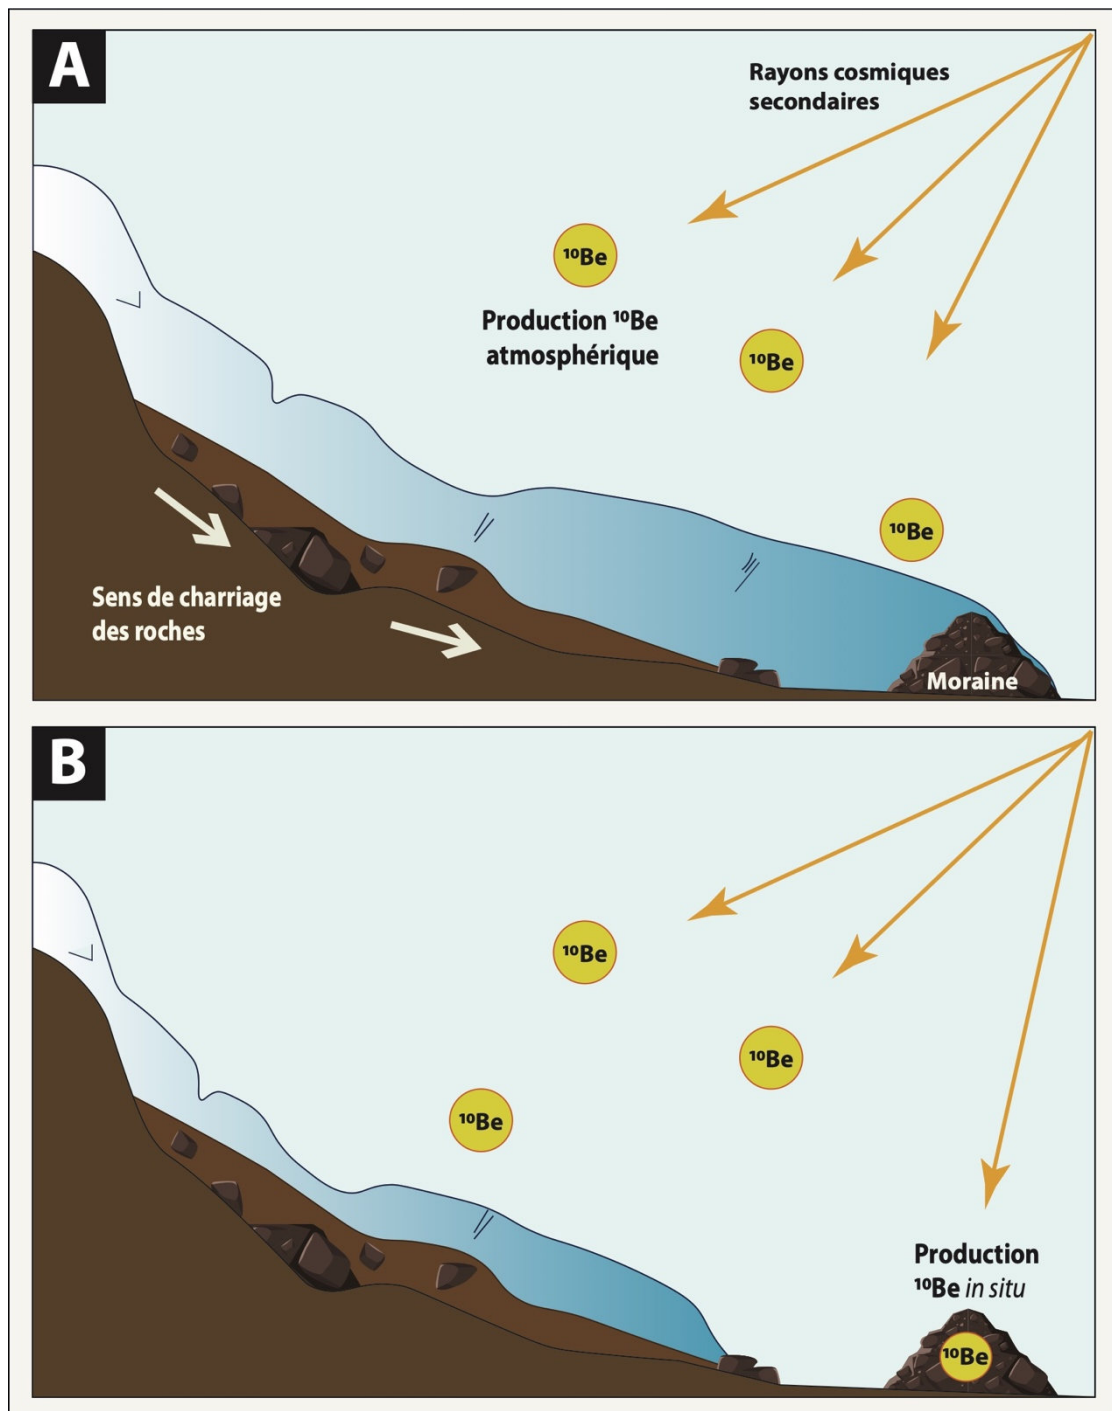 A
Rayons cosmiques
secondaires
¹⁰Be
Production ¹⁰Be
atmosphérique
¹⁰Be
¹⁰Be
Sens de charriage
des roches
Moraine
B
¹⁰Be
¹⁰Be
¹⁰Be
Production
¹⁰Be in situ
¹⁰Be